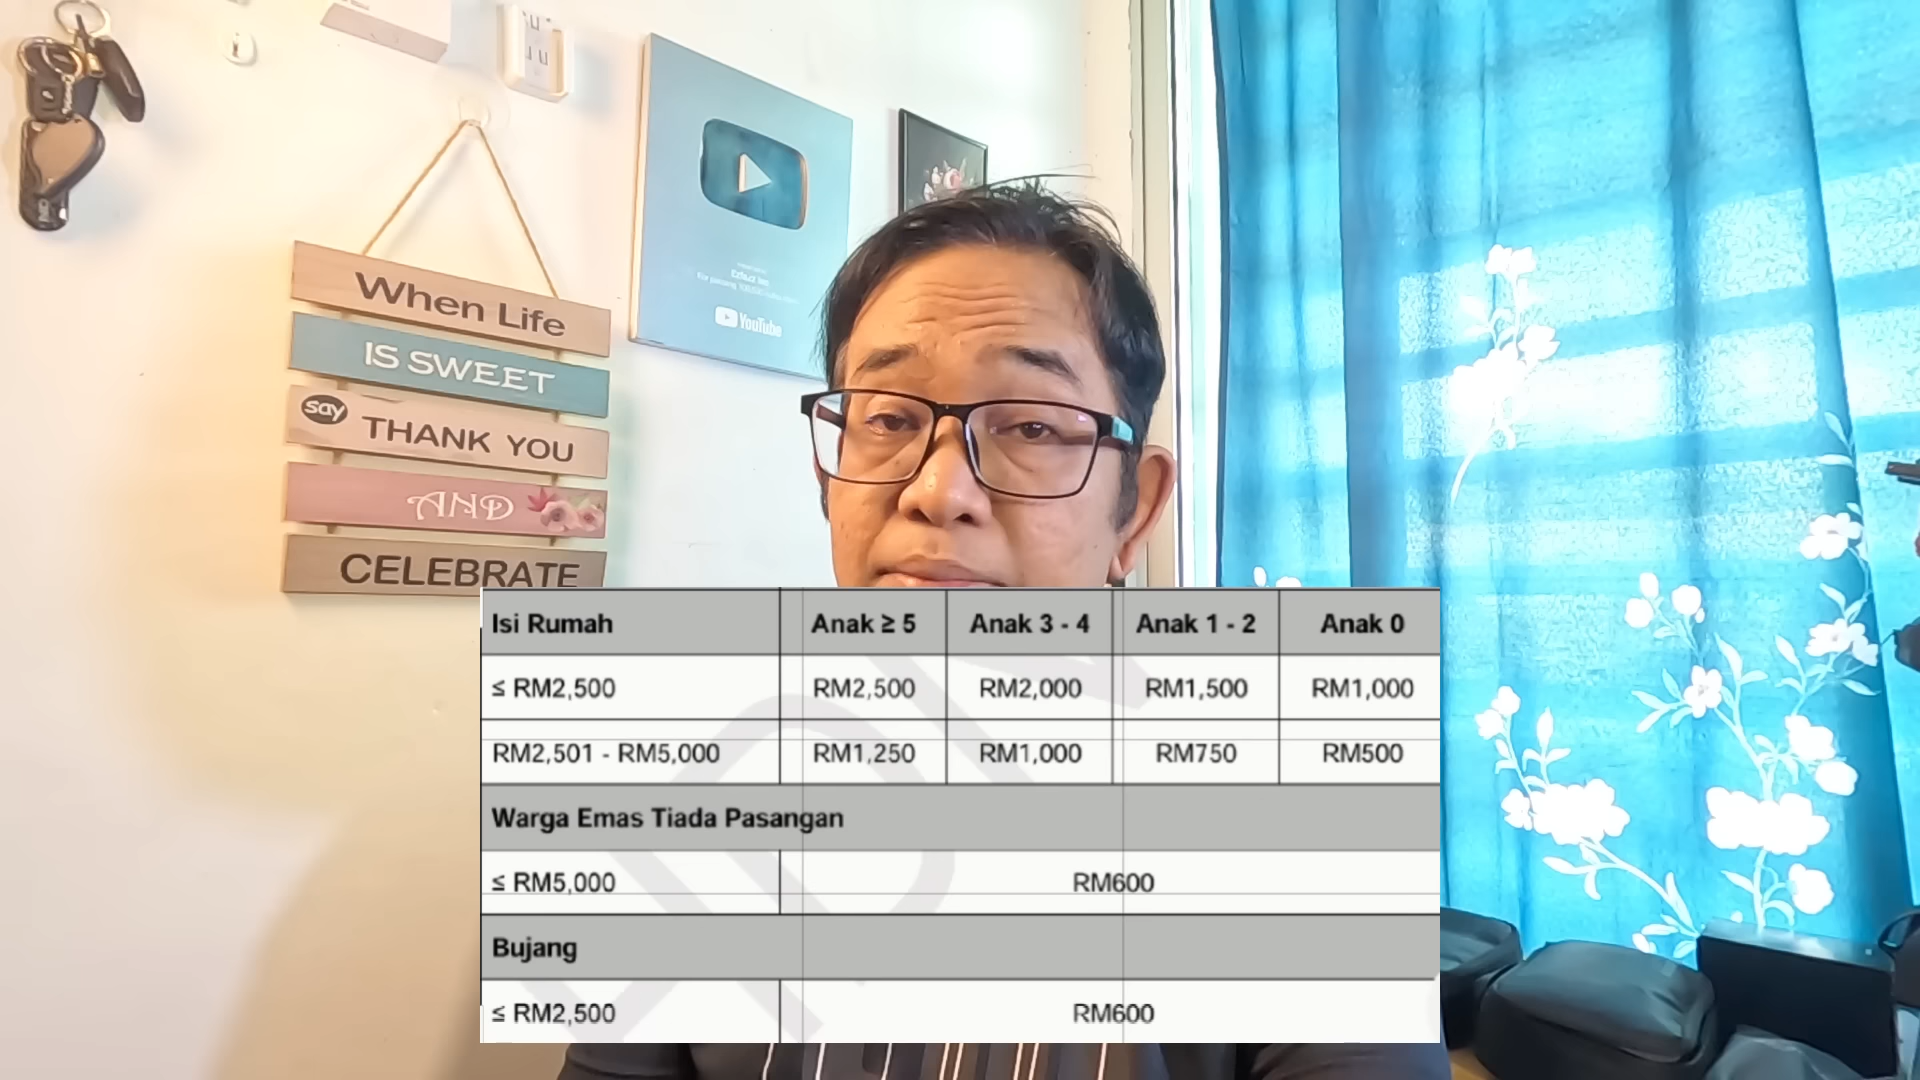 When Life
IS SWEET
say THANK YOU
AND
CELEBRATE
YouTube
Isi Rumah Anak ≥ 5 Anak 3 - 4 Anak 1 - 2 Anak 0
≤ RM2,500 RM2,500 RM2,000 RM1,500 RM1,000
RM2,501 - RM5,000 RM1,250 RM1,000 RM750 RM500
Warga Emas Tiada Pasangan
≤ RM5,000 RM600
Bujang
≤ RM2,500 RM600